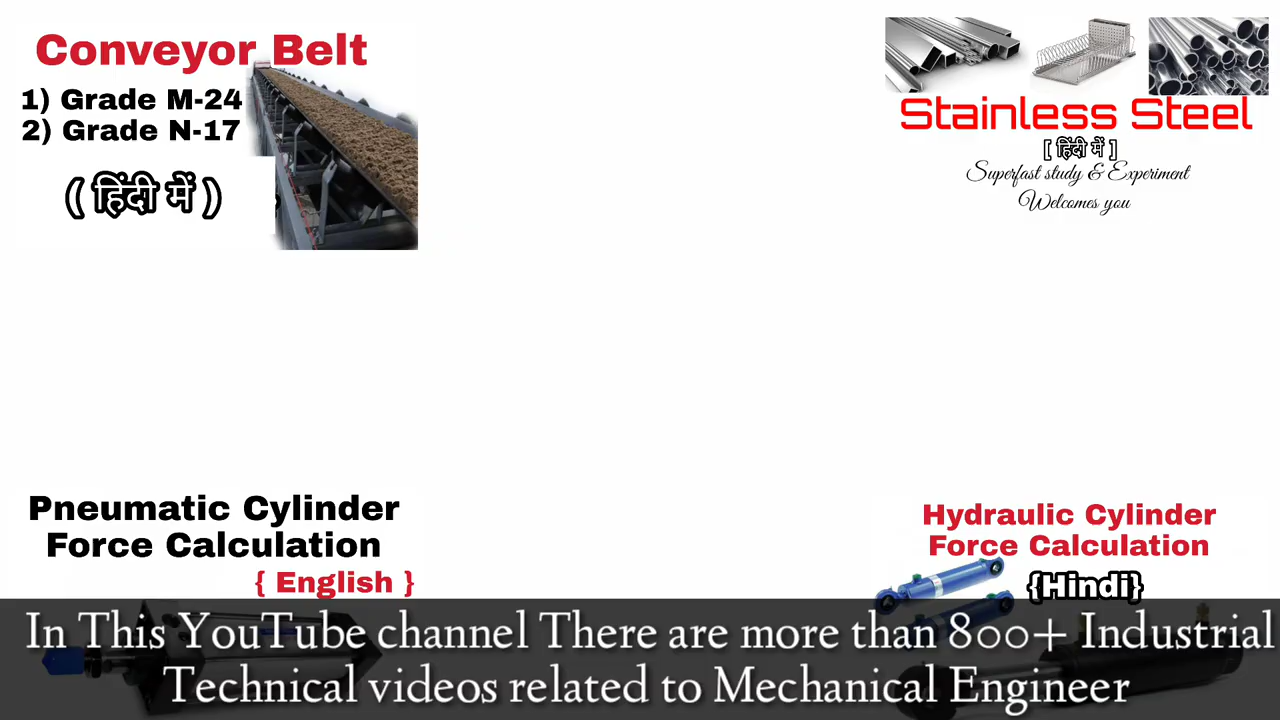 Conveyor Belt
1) Grade M-24
2) Grade N-17
( हिंदी में )
Stainless Steel
[ हिंदी में ]
Superfast study & Experiment
Welcomes you
Pneumatic Cylinder
Force Calculation
{ English }
Hydraulic Cylinder
Force Calculation
{Hindi}
In This YouTube channel There are more than 800+ Industrial
Technical videos related to Mechanical Engineer